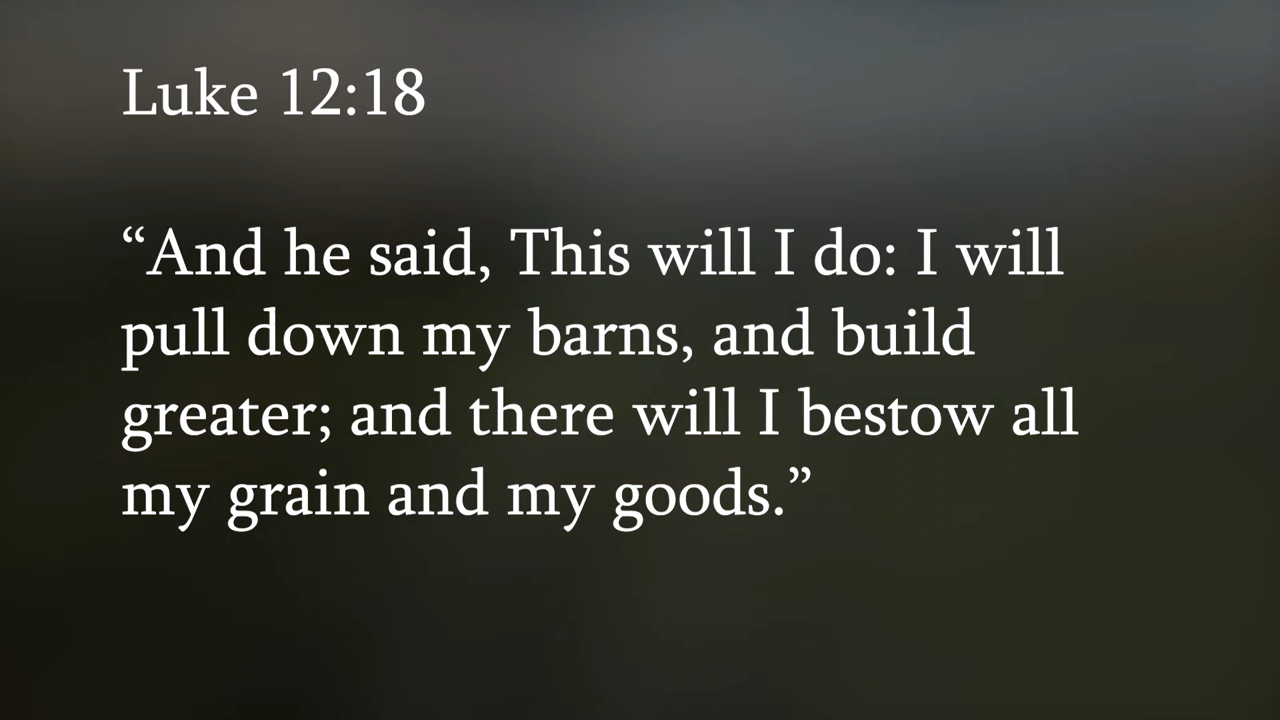 Luke 12:18
“And he said, This will I do: I will
pull down my barns, and build
greater; and there will I bestow all
my grain and my goods.”